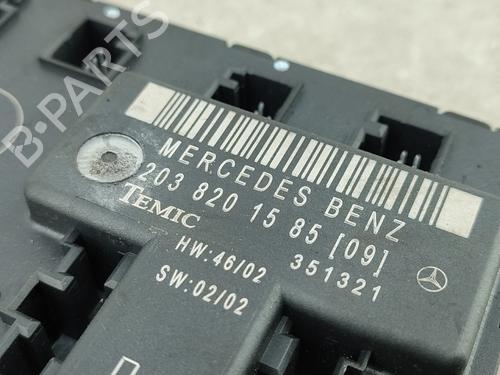 B-PARTS
MERCEDES BENZ
203 820 15 85 [09]
TEMIC
HW:46/02 351321
SW:02/02